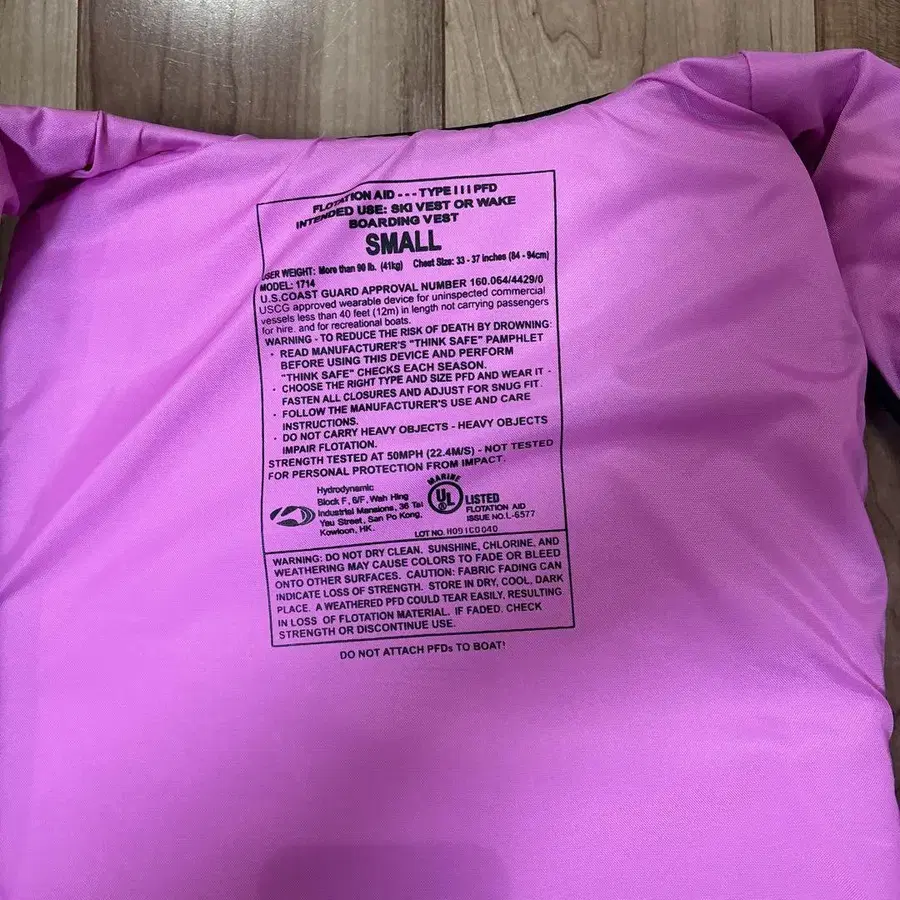 FLOTATION AID - - - TYPE III PFD
INTENDED USE: SKI VEST OR WAKE
BOARDING VEST
SMALL
USER WEIGHT: More than 90 lb. (41kg) Chest Size: 33 - 37 inches (84 - 94cm)
MODEL: 1714
U.S.COAST GUARD APPROVAL NUMBER 160.064/4429/0
USCG approved wearable device for uninspected commercial
vessels less than 40 feet (12m) in length not carrying passengers
for hire, and for recreational boats.
WARNING - TO REDUCE THE RISK OF DEATH BY DROWNING:
· READ MANUFACTURER'S "THINK SAFE" PAMPHLET
BEFORE USING THIS DEVICE AND PERFORM
"THINK SAFE" CHECKS EACH SEASON.
· CHOOSE THE RIGHT TYPE AND SIZE PFD AND WEAR IT -
FASTEN ALL CLOSURES AND ADJUST FOR SNUG FIT.
· FOLLOW THE MANUFACTURER'S USE AND CARE
INSTRUCTIONS.
· DO NOT CARRY HEAVY OBJECTS - HEAVY OBJECTS
IMPAIR FLOTATION.
STRENGTH TESTED AT 50MPH (22.4M/S) - NOT TESTED
FOR PERSONAL PROTECTION FROM IMPACT.
Hydrodynamic
Block F, 6/F, Wah Hing
Industrial Mansions, 36 Tai
Yau Street, San Po Kong,
Kowloon, HK.
MARINE
UL
LISTED
FLOTATION AID
ISSUE NO.L-6577
LOT NO. H091C0040
WARNING: DO NOT DRY CLEAN. SUNSHINE, CHLORINE, AND
WEATHERING MAY CAUSE COLORS TO FADE OR BLEED
ONTO OTHER SURFACES. CAUTION: FABRIC FADING CAN
INDICATE LOSS OF STRENGTH. STORE IN DRY, COOL, DARK
PLACE. A WEATHERED PFD COULD TEAR EASILY, RESULTING
IN LOSS OF FLOTATION MATERIAL. IF FADED. CHECK
STRENGTH OR DISCONTINUE USE.
DO NOT ATTACH PFDs TO BOAT!